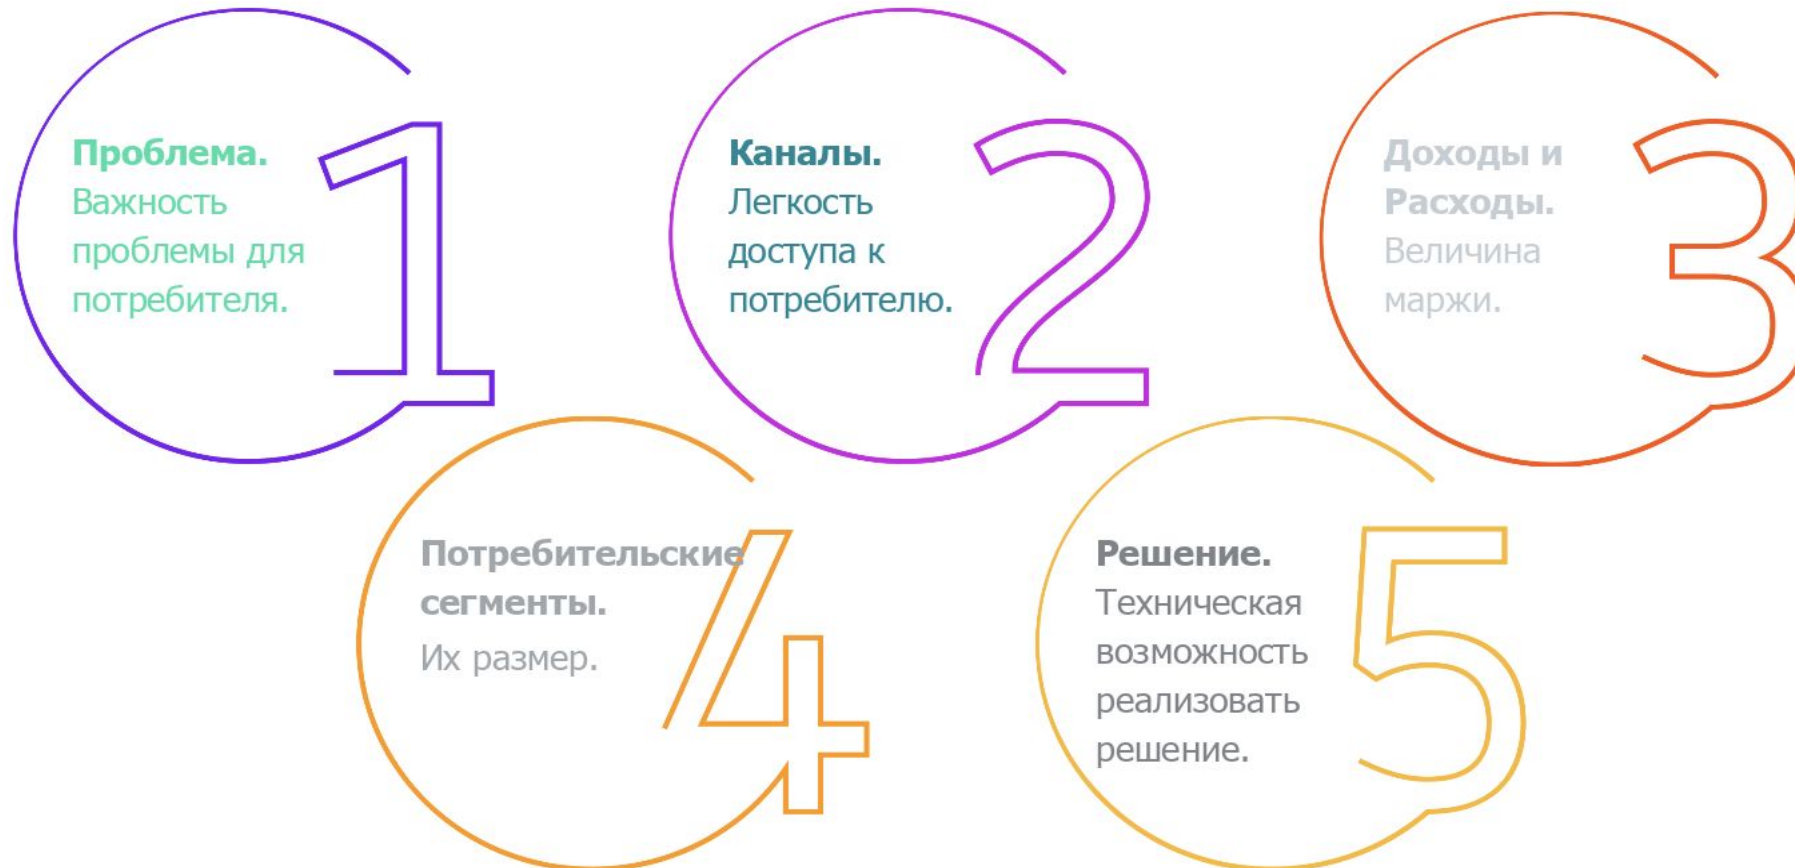 Проблема.
Важность
проблемы для
потребителя.
1
Каналы.
Легкость
доступа к
потребителю.
2
Доходы и
Расходы.
Величина
маржи.
3
Потребительские
сегменты.
Их размер.
4
Решение.
Техническая
возможность
реализовать
решение.
5